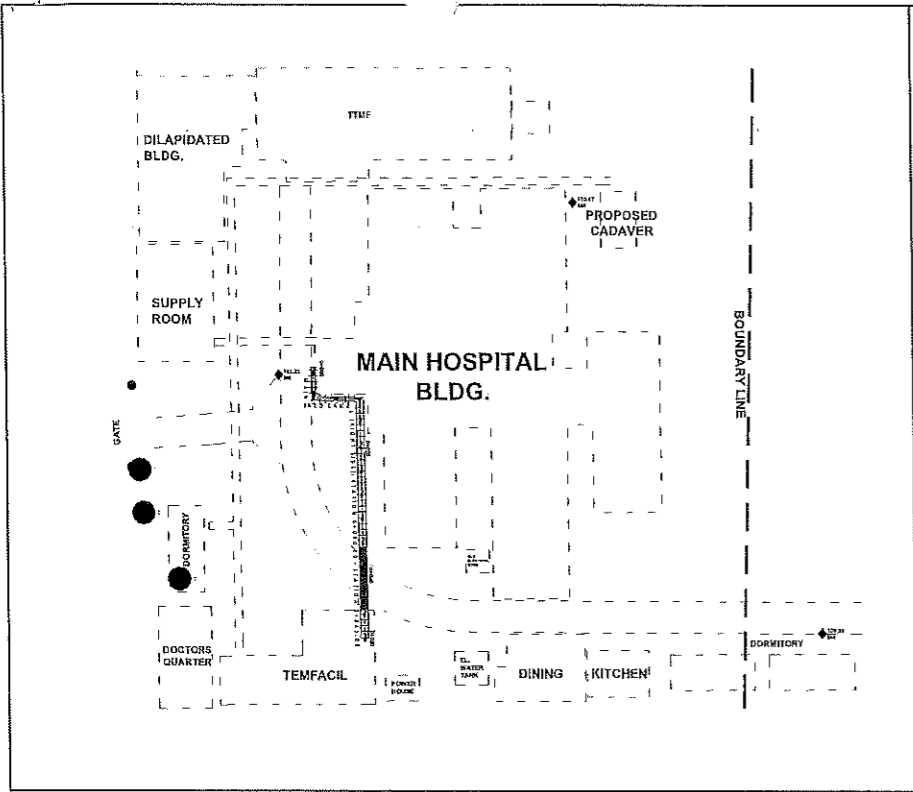 TTMF
DILAPIDATED
BLDG.
PROPOSED
CADAVER
SUPPLY
ROOM
MAIN HOSPITAL
BLDG.
BOUNDARY LINE
GATE
DORMITORY
DOCTORS
QUARTER
TEMFACIL
POWER
HOUSE
WATER
TANK
DINING
KITCHEN
DORMITORY